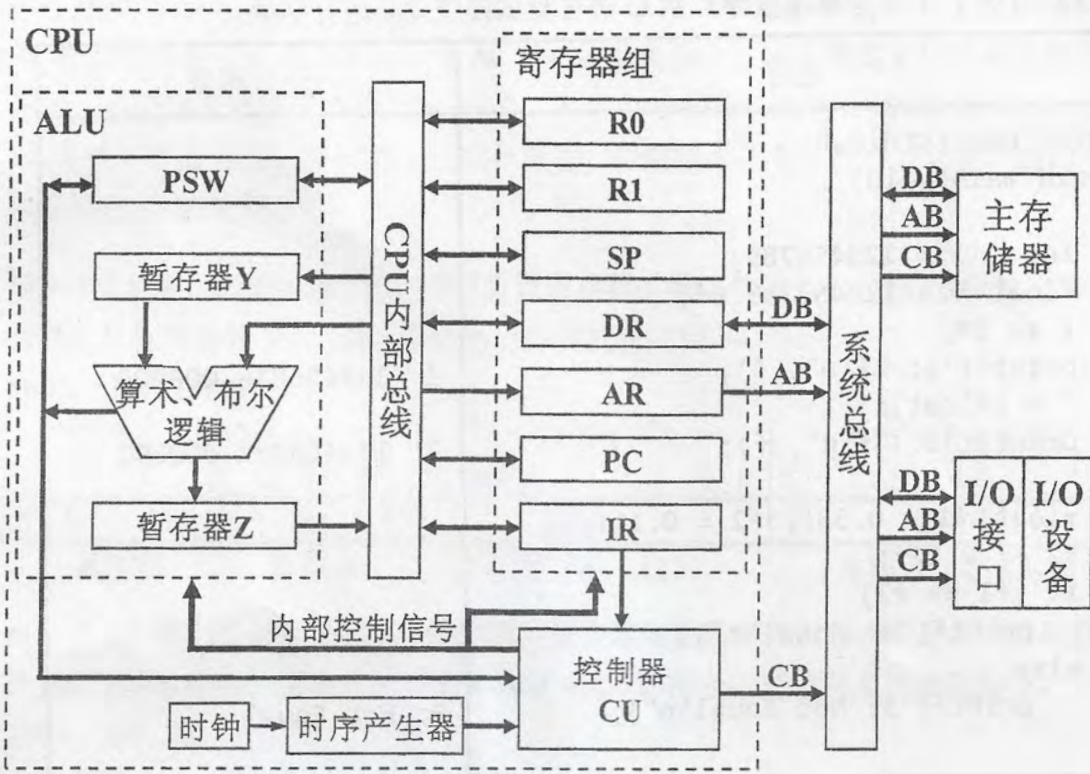 CPU
寄存器组
ALU
PSW
暂存器Y
算术、布尔
逻辑
暂存器Z
CPU内部总线
R0
R1
SP
DR
AR
PC
IR
DB
AB
系统总线
DB
AB
CB
主存
储器
DB
AB
CB
I/O
接
口
I/O
设
备
内部控制信号
控制器
CU
CB
时钟
时序产生器